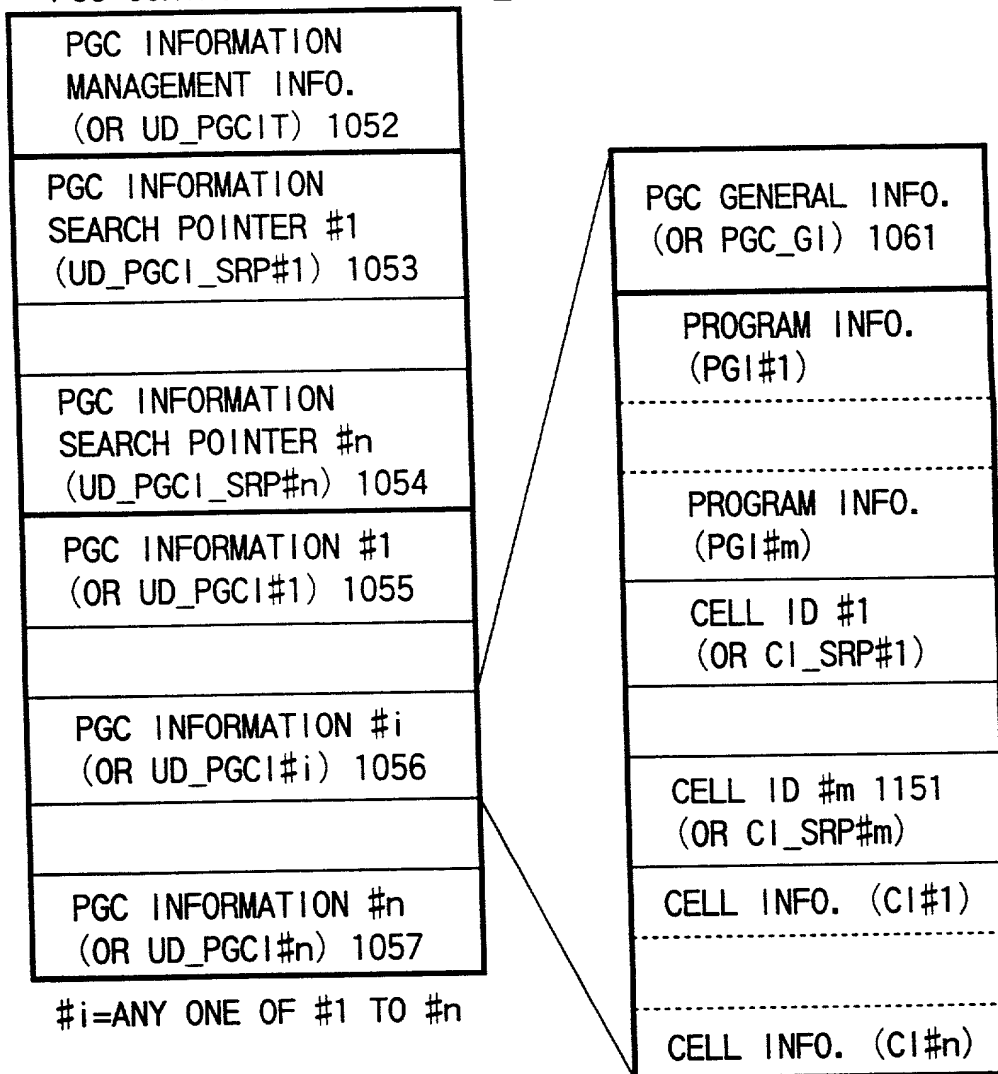 PGC INFORMATION
MANAGEMENT INFO.
(OR UD_PGCIT) 1052
PGC INFORMATION
SEARCH POINTER #1
(UD_PGCI_SRP#1) 1053
PGC INFORMATION
SEARCH POINTER #n
(UD_PGCI_SRP#n) 1054
PGC INFORMATION #1
(OR UD_PGCI#1) 1055
PGC INFORMATION #i
(OR UD_PGCI#i) 1056
PGC INFORMATION #n
(OR UD_PGCI#n) 1057
#i=ANY ONE OF #1 TO #n
PGC GENERAL INFO.
(OR PGC_GI) 1061
PROGRAM INFO.
(PGI#1)
PROGRAM INFO.
(PGI#m)
CELL ID #1
(OR CI_SRP#1)
CELL ID #m 1151
(OR CI_SRP#m)
CELL INFO. (CI#1)
CELL INFO. (CI#n)